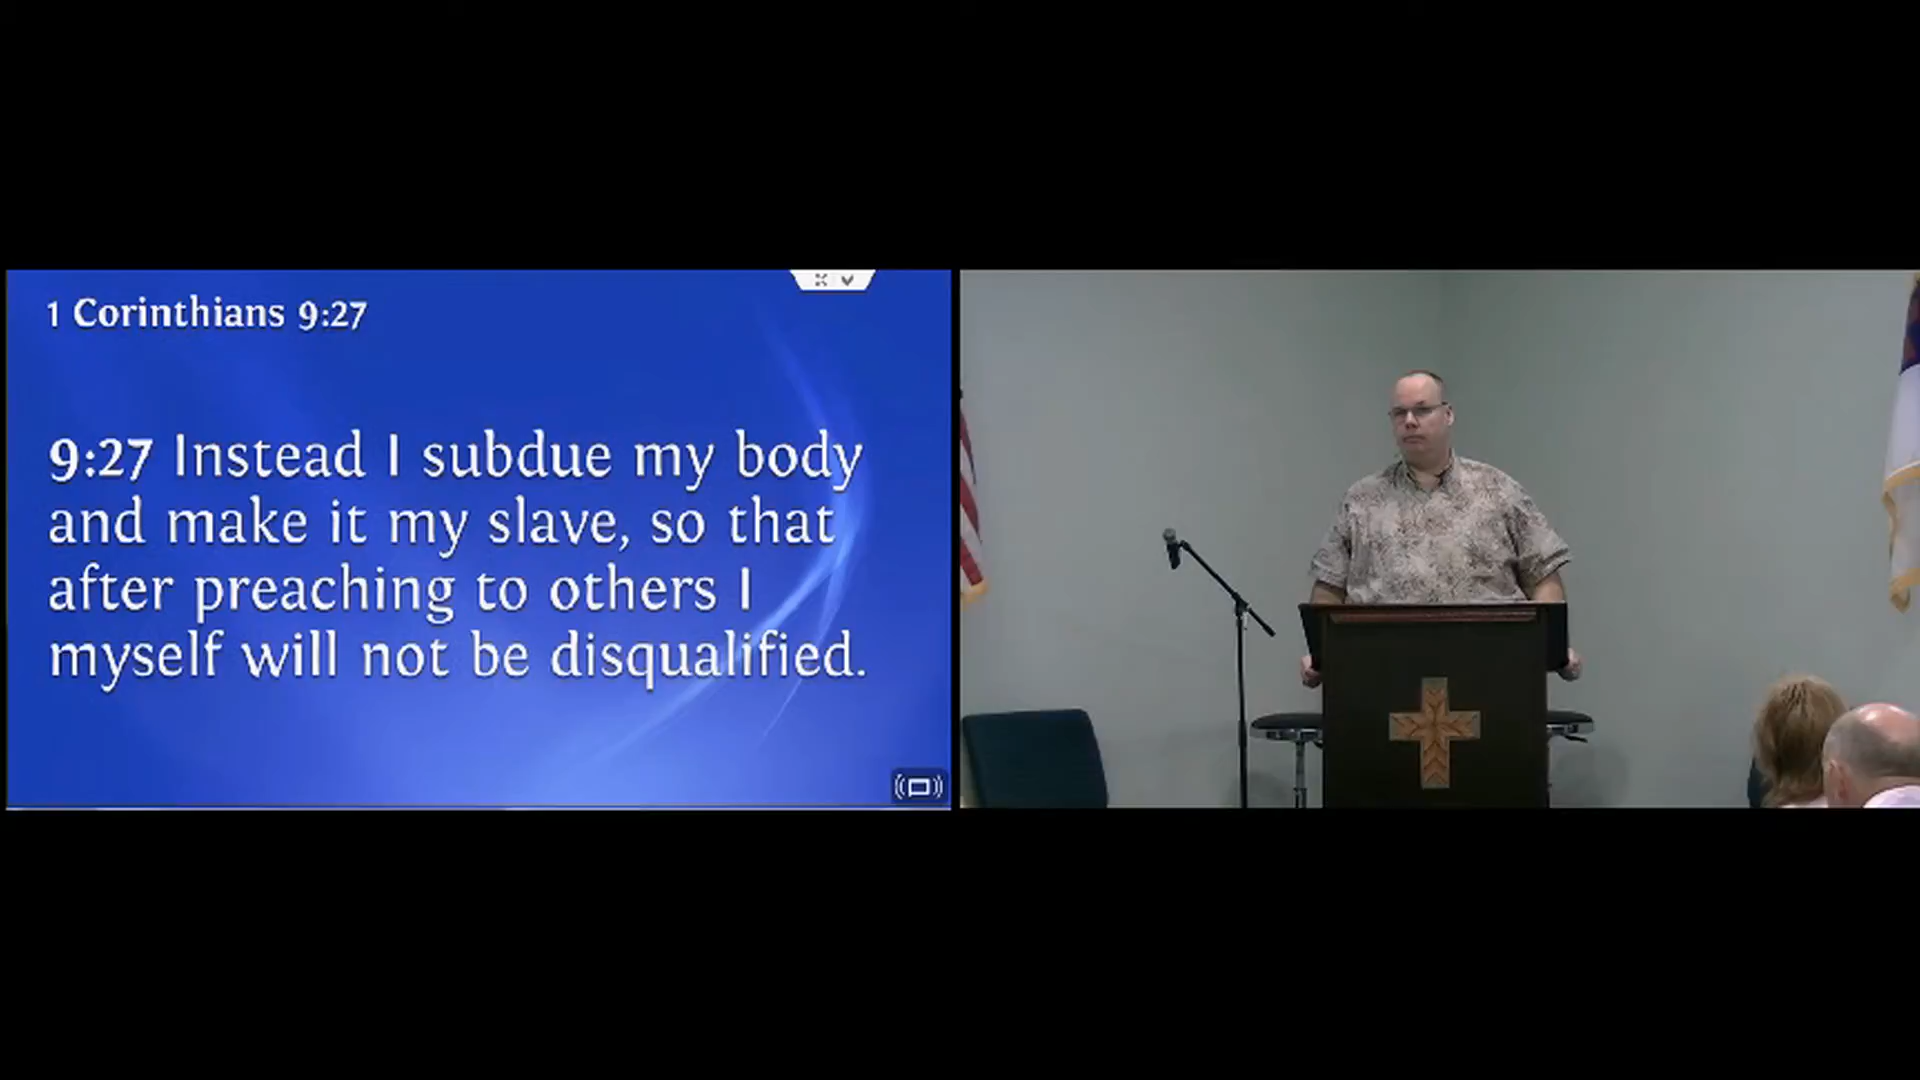 1 Corinthians 9:27
9:27 Instead I subdue my body
and make it my slave, so that
after preaching to others I
myself will not be disqualified.